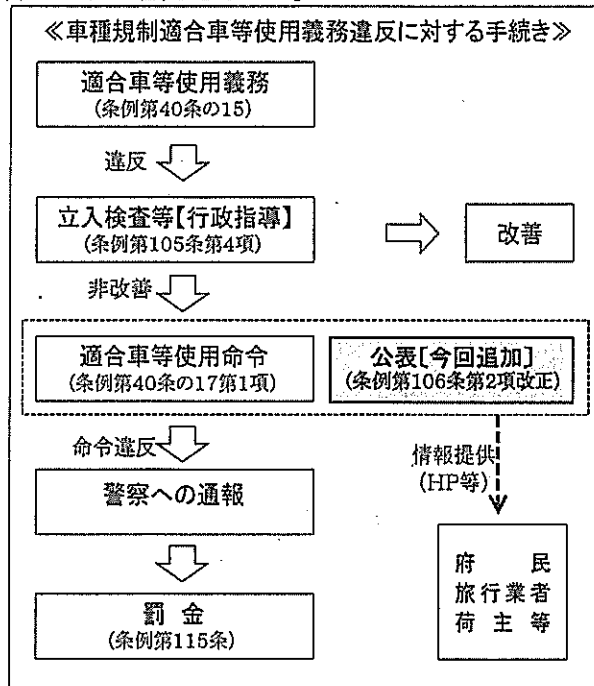 ≪車種規制適合車等使用義務違反に対する手続き≫
適合車等使用義務
(条例第40条の15)
違反
立入検査等【行政指導】
(条例第105条第4項)
改善
非改善
適合車等使用命令
(条例第40条の17第1項)
公表[今回追加]
(条例第106条第2項改正)
命令違反
情報提供
(HP等)
警察への通報
府民
旅行業者
荷主等
罰金
(条例第115条)